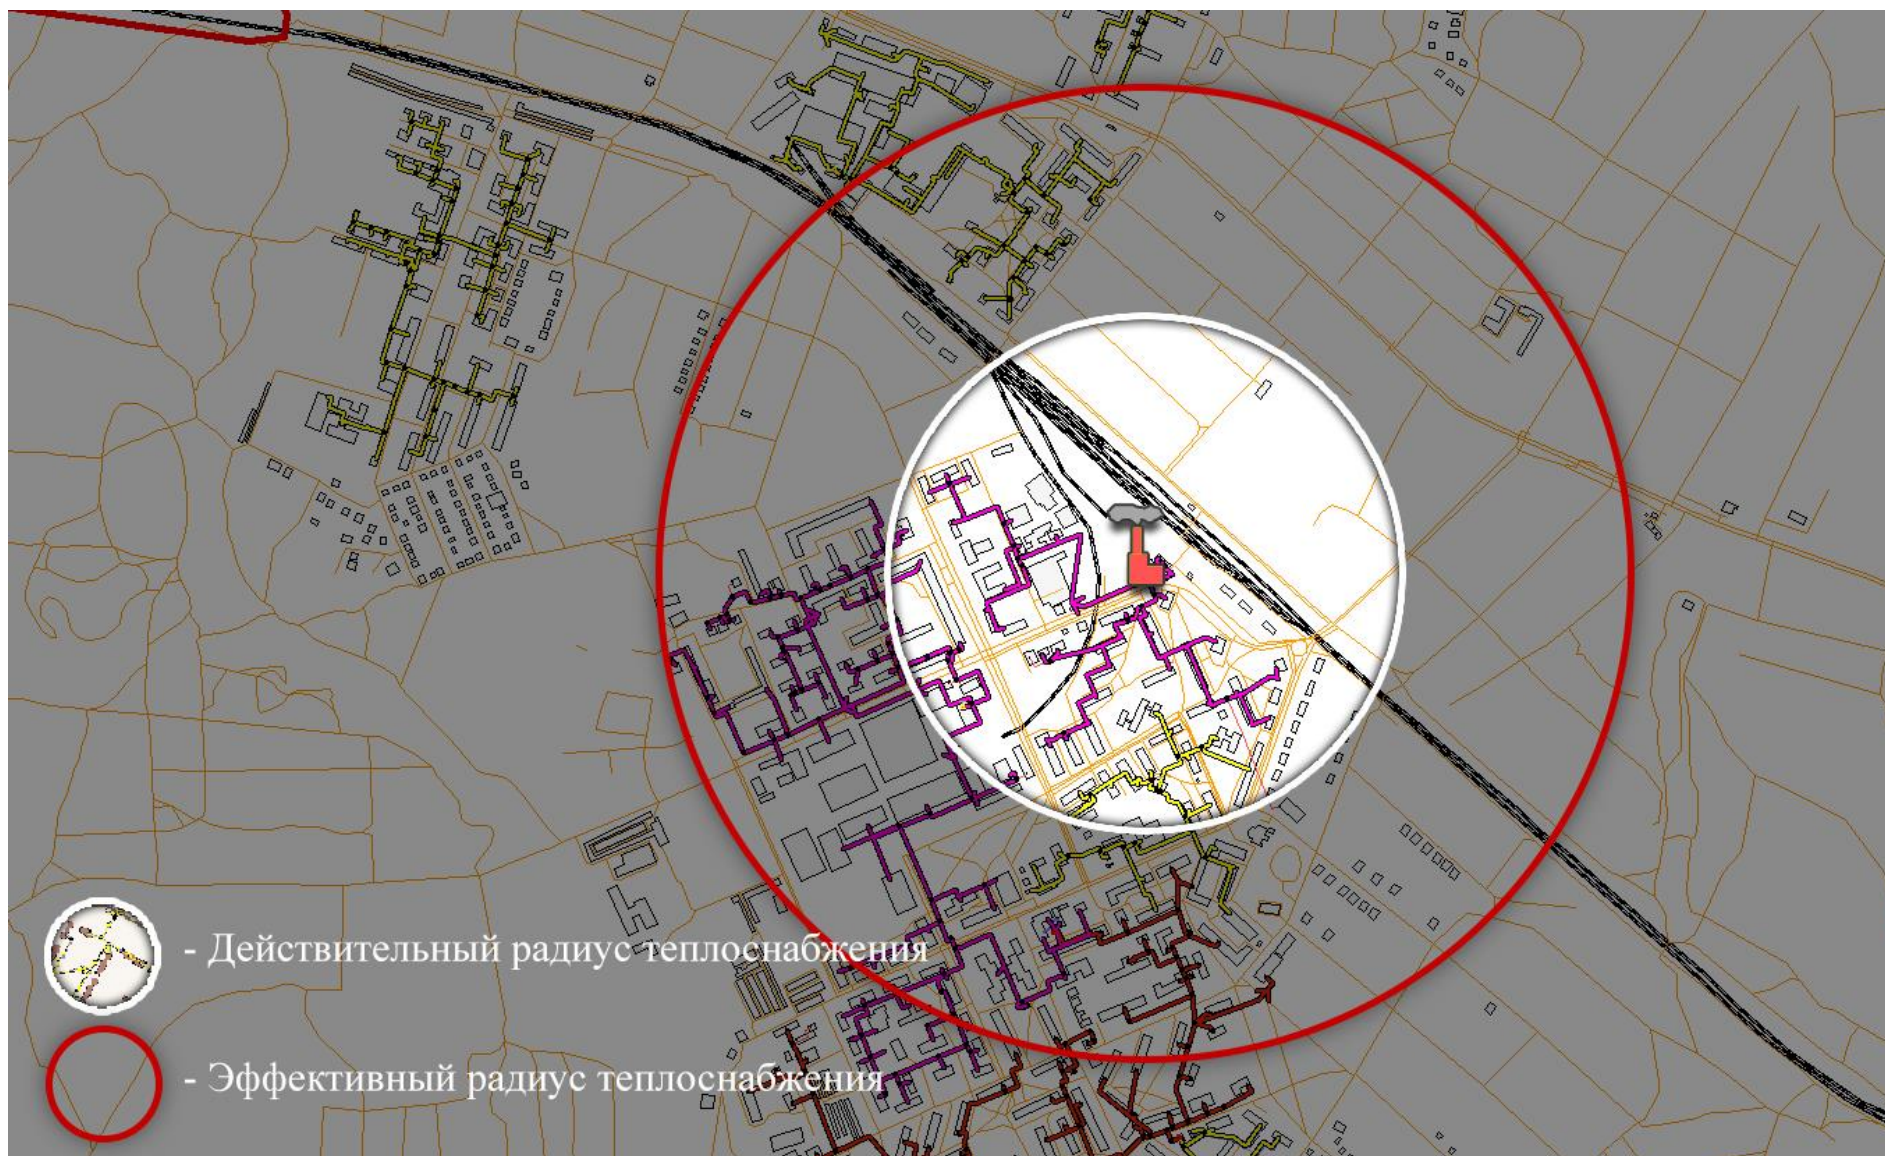 - Действительный радиус теплоснабжения
- Эффективный радиус теплоснабжения